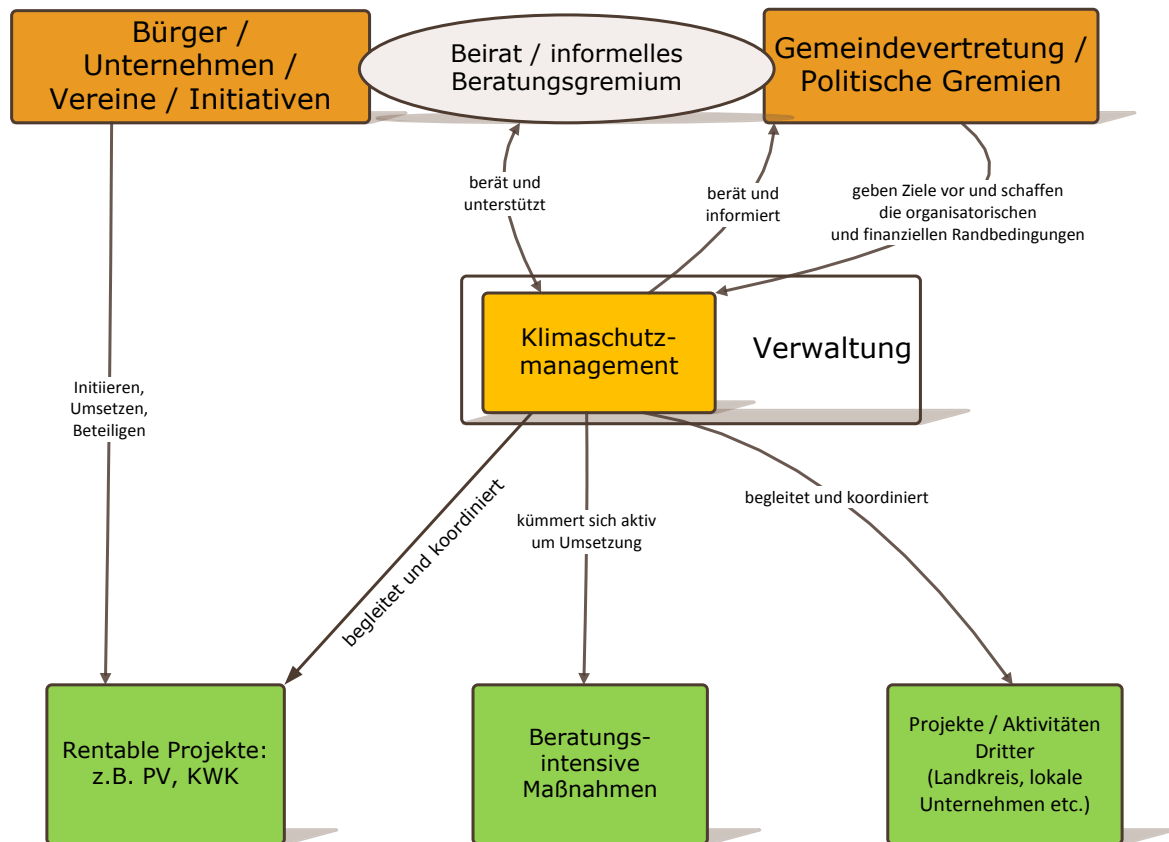 Bürger /
Unternehmen /
Vereine / Initiativen
Beirat / informelles
Beratungsgremium
Gemeindevertretung /
Politische Gremien
berät und
unterstützt
berät und
informiert
geben Ziele vor und schaffen
die organisatorischen
und finanziellen Randbedingungen
Klimaschutz-
management
Verwaltung
Initiieren,
Umsetzen,
Beteiligen
begleitet und koordiniert
kümmert sich aktiv
um Umsetzung
begleitet und koordiniert
Rentable Projekte:
z.B. PV, KWK
Beratungs-
intensive
Maßnahmen
Projekte / Aktivitäten
Dritter
(Landkreis, lokale
Unternehmen etc.)